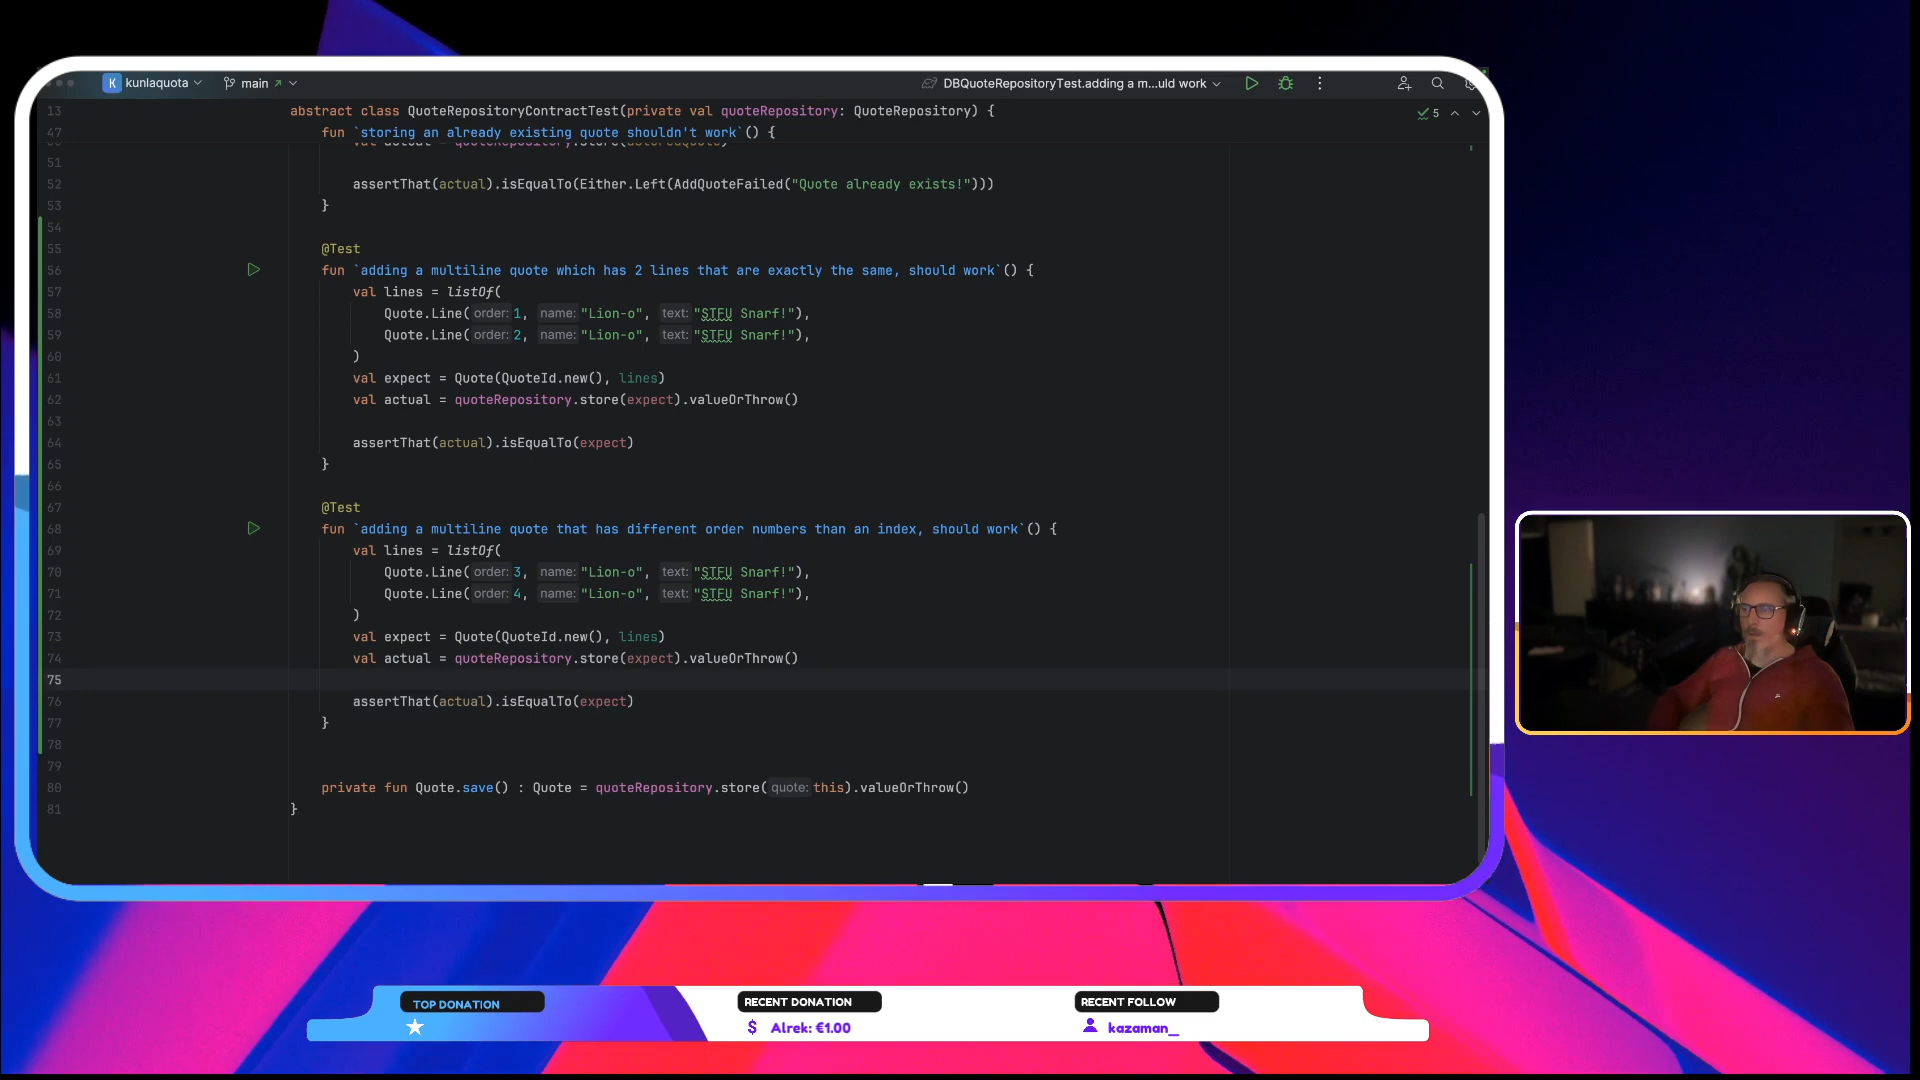 K kunlaquota main DBQuoteRepositoryTest.adding a m...uld work
13 abstract class QuoteRepositoryContractTest(private val quoteRepository: QuoteRepository) { 5
47 fun `storing an already existing quote shouldn't work`() {
51
52 assertThat(actual).isEqualTo(Either.Left(AddQuoteFailed("Quote already exists!")))
53 }
54
55 @Test
56 fun `adding a multiline quote which has 2 lines that are exactly the same, should work`() {
57 val lines = listOf(
58 Quote.Line( order: 1, name: "Lion-o", text: "STFU Snarf!"),
59 Quote.Line( order: 2, name: "Lion-o", text: "STFU Snarf!"),
60 )
61 val expect = Quote(QuoteId.new(), lines)
62 val actual = quoteRepository.store(expect).valueOrThrow()
63
64 assertThat(actual).isEqualTo(expect)
65 }
66
67 @Test
68 fun `adding a multiline quote that has different order numbers than an index, should work`() {
69 val lines = listOf(
70 Quote.Line( order: 3, name: "Lion-o", text: "STFU Snarf!"),
71 Quote.Line( order: 4, name: "Lion-o", text: "STFU Snarf!"),
72 )
73 val expect = Quote(QuoteId.new(), lines)
74 val actual = quoteRepository.store(expect).valueOrThrow()
75
76 assertThat(actual).isEqualTo(expect)
77 }
78
79
80 private fun Quote.save() : Quote = quoteRepository.store( quote: this).valueOrThrow()
81 }
TOP DONATION
RECENT DONATION
$ Alrek: €1.00
RECENT FOLLOW
kazaman_